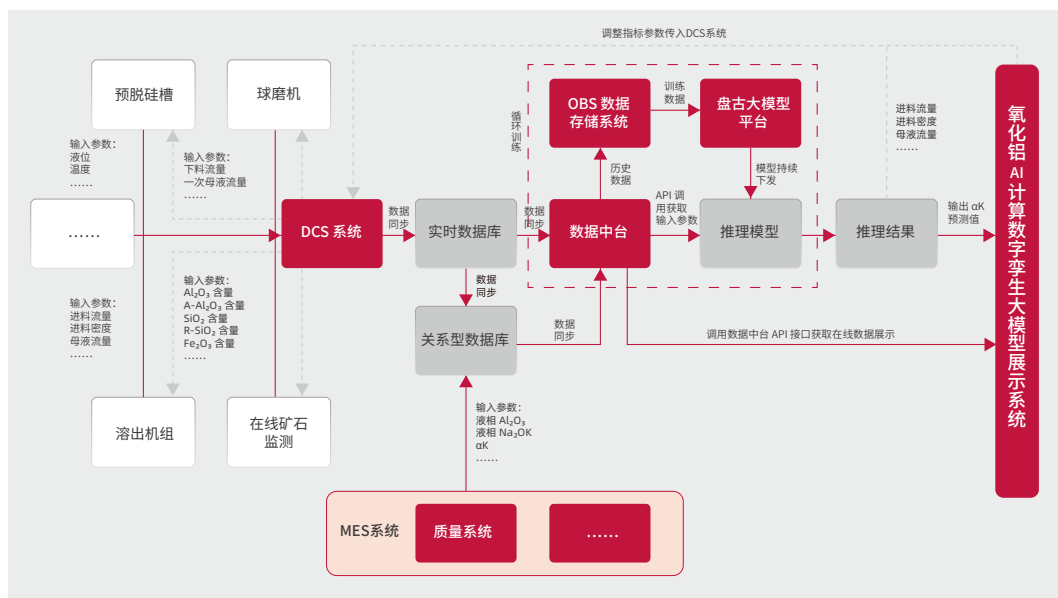 调整指标参数传入DCS系统
预脱硅槽
球磨机
输入参数：
液位
温度
……
输入参数：
下料流量
一次母液流量
……
……
DCS 系统
数据
同步
实时数据库
数据
同步
循环训练
OBS 数据
存储系统
训练
数据
盘古大模型
平台
历史
数据
模型持续
下发
数据中台
API 调
用获取
输入参数
推理模型
推理结果
进料流量
进料密度
母液流量
……
输出 αK
预测值
氧化铝AI计算数字孪生大模型展示系统
输入参数：
进料流量
进料密度
母液流量
……
输入参数：
Al₂O₃ 含量
A-Al₂O₃ 含量
SiO₂ 含量
R-SiO₂ 含量
Fe₂O₃ 含量
……
数据
同步
关系型数据库
数据
同步
调用数据中台 API 接口获取在线数据展示
溶出机组
在线矿石
监测
输入参数：
液相 Al₂O₃
液相 Na₂OK
αK
……
MES系统
质量系统
……